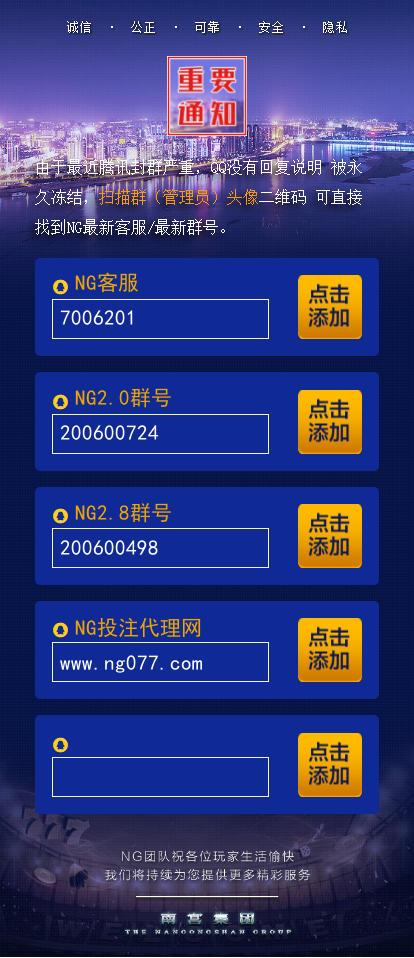 诚信 · 公正 · 可靠 · 安全 · 隐私
重要
通知
由于最近腾讯封群严重，QQ没有回复说明 被永
久冻结，扫描群（管理员）头像二维码 可直接
找到NG最新客服/最新群号。
NG客服
7006201
点击
添加
NG2.0群号
200600724
点击
添加
NG2.8群号
200600498
点击
添加
NG投注代理网
www.ng077.com
点击
添加
点击
添加
777
NG团队祝各位玩家生活愉快
我们将持续为您提供更多精彩服务
南宫集团
THE NANGONGSHAN GROUP